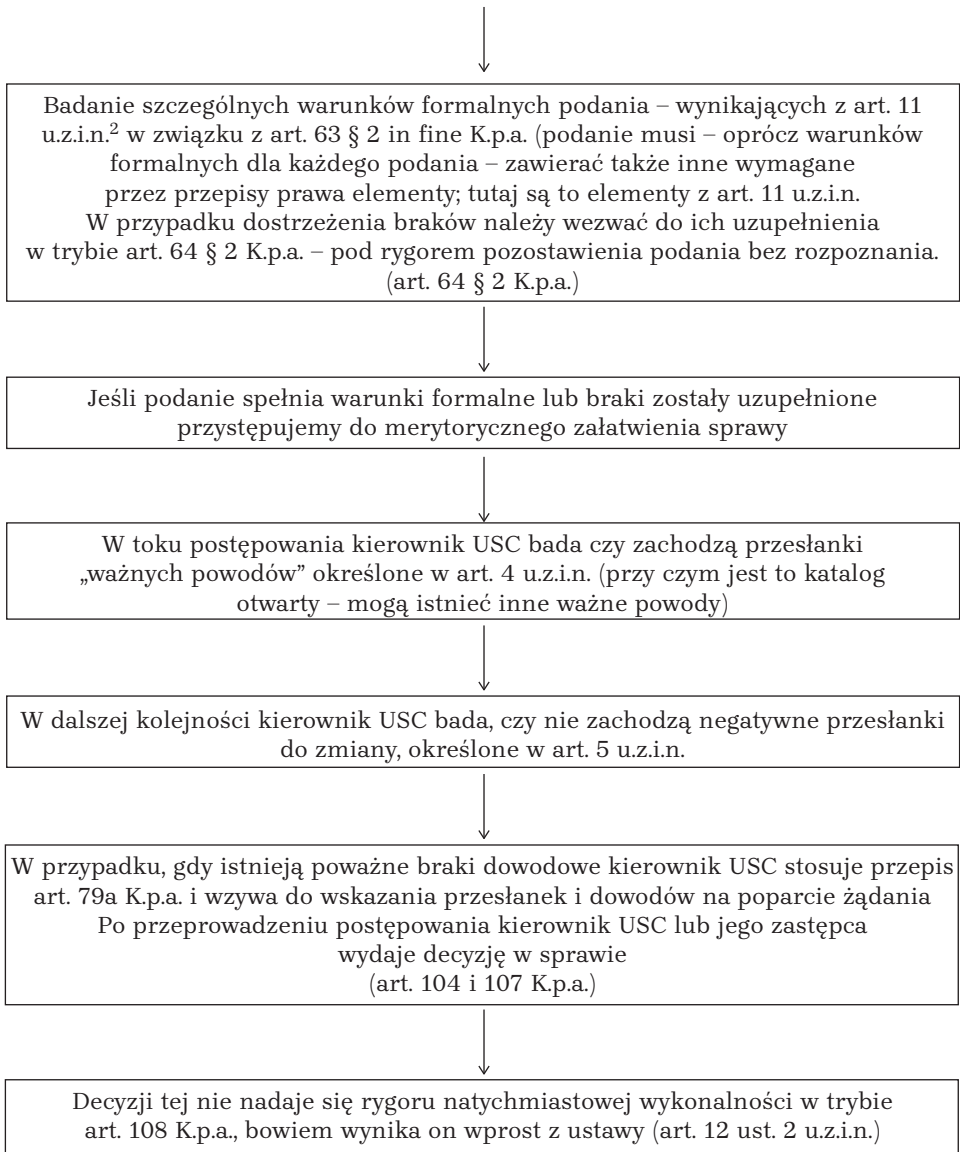 Badanie szczególnych warunków formalnych podania – wynikających z art. 11
u.z.i.n.² w związku z art. 63 § 2 in fine K.p.a. (podanie musi – oprócz warunków
formalnych dla każdego podania – zawierać także inne wymagane
przez przepisy prawa elementy; tutaj są to elementy z art. 11 u.z.i.n.
W przypadku dostrzeżenia braków należy wezwać do ich uzupełnienia
w trybie art. 64 § 2 K.p.a. – pod rygorem pozostawienia podania bez rozpoznania.
(art. 64 § 2 K.p.a.)
Jeśli podanie spełnia warunki formalne lub braki zostały uzupełnione
przystępujemy do merytorycznego załatwienia sprawy
W toku postępowania kierownik USC bada czy zachodzą przesłanki
„ważnych powodów” określone w art. 4 u.z.i.n. (przy czym jest to katalog
otwarty – mogą istnieć inne ważne powody)
W dalszej kolejności kierownik USC bada, czy nie zachodzą negatywne przesłanki
do zmiany, określone w art. 5 u.z.i.n.
W przypadku, gdy istnieją poważne braki dowodowe kierownik USC stosuje przepis
art. 79a K.p.a. i wzywa do wskazania przesłanek i dowodów na poparcie żądania
Po przeprowadzeniu postępowania kierownik USC lub jego zastępca
wydaje decyzję w sprawie
(art. 104 i 107 K.p.a.)
Decyzji tej nie nadaje się rygoru natychmiastowej wykonalności w trybie
art. 108 K.p.a., bowiem wynika on wprost z ustawy (art. 12 ust. 2 u.z.i.n.)